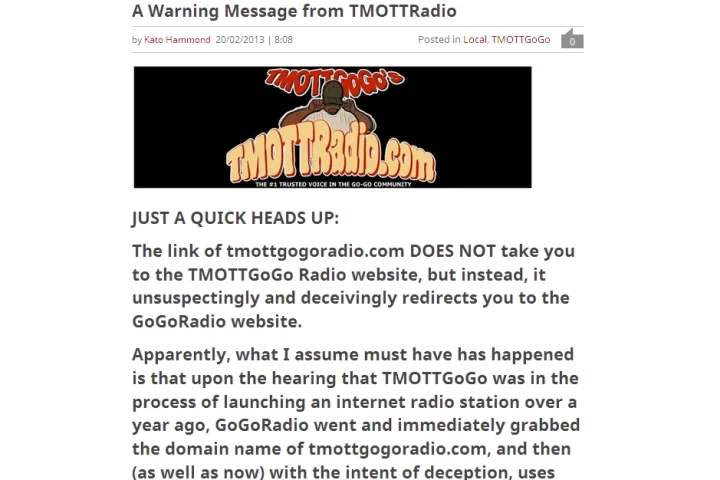 A Warning Message from TMOTTRadio
by Kato Hammond 20/02/2013 | 8:08
Posted in Local, TMOTTGoGo
0
TMOTTGOGO'S
TMOTTRadio.com
THE #1 TRUSTED VOICE IN THE GO-GO COMMUNITY
JUST A QUICK HEADS UP:
The link of tmottgogoradio.com DOES NOT take you
to the TMOTTGoGo Radio website, but instead, it
unsuspectingly and deceivingly redirects you to the
GoGoRadio website.
Apparently, what I assume must have has happened
is that upon the hearing that TMOTTGoGo was in the
process of launching an internet radio station over a
year ago, GoGoRadio went and immediately grabbed
the domain name of tmottgogoradio.com, and then
(as well as now) with the intent of deception, uses